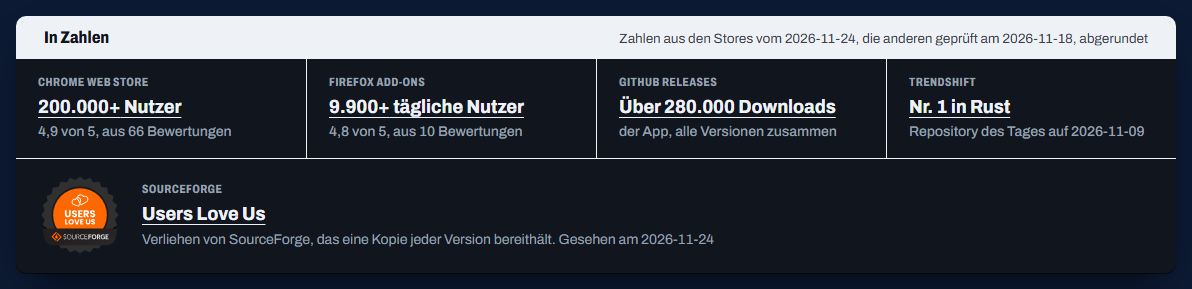 In Zahlen
Zahlen aus den Stores vom 2026-11-24, die anderen geprüft am 2026-11-18, abgerundet
CHROME WEB STORE
200.000+ Nutzer
4,9 von 5, aus 66 Bewertungen
FIREFOX ADD-ONS
9.900+ tägliche Nutzer
4,8 von 5, aus 10 Bewertungen
GITHUB RELEASES
Über 280.000 Downloads
der App, alle Versionen zusammen
TRENDSHIFT
Nr. 1 in Rust
Repository des Tages auf 2026-11-09
USERS
LOVE US
SOURCEFORGE
SOURCEFORGE
Users Love Us
Verliehen von SourceForge, das eine Kopie jeder Version bereithält. Gesehen am 2026-11-24